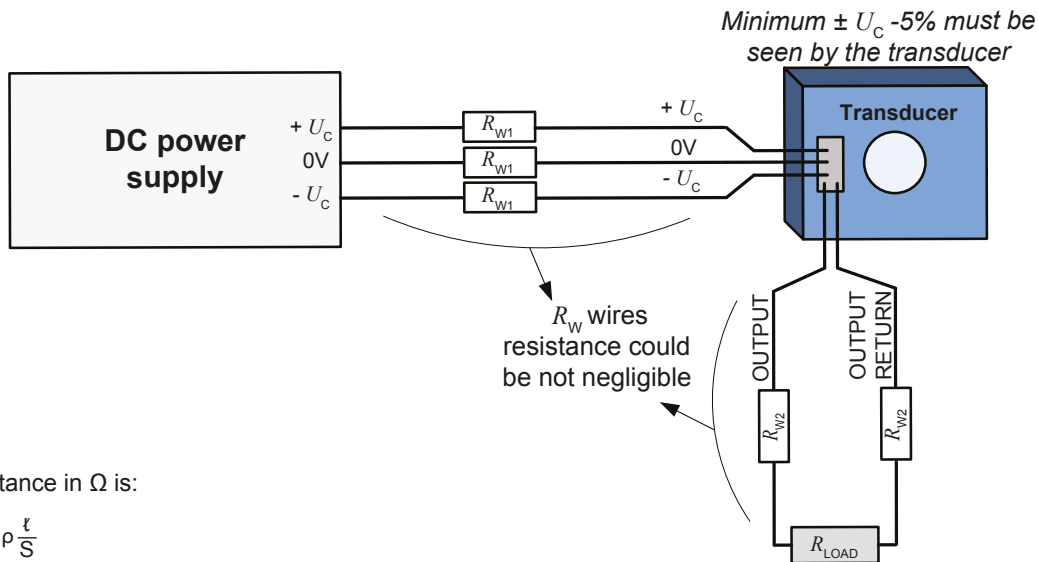 Minimum ± U_C -5% must be
seen by the transducer
DC power
supply
+ U_C
0V
- U_C
R_W1
R_W1
R_W1
+ U_C
0V
- U_C
Transducer
R_W wires
resistance could
be not negligible
OUTPUT
OUTPUT
RETURN
R_W2
R_W2
R_LOAD
tance in Ω is:
ρ ℓ/S